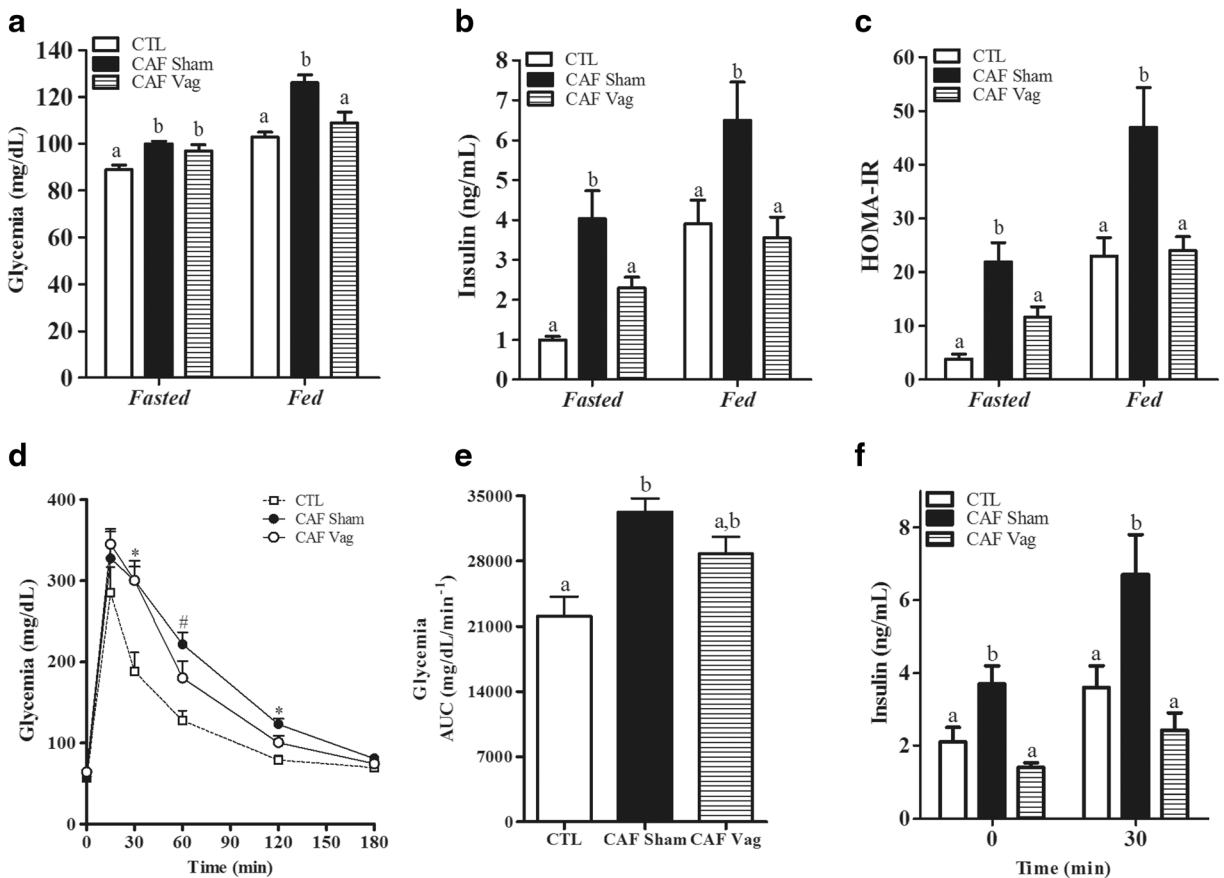 a
CTL
CAF Sham
CAF Vag
Glycemia (mg/dL)
140
120
100
80
60
40
20
0
a
b
b
a
b
a
Fasted
Fed
b
CTL
CAF Sham
CAF Vag
Insulin (ng/mL)
8
7
6
5
4
3
2
1
0
a
b
a
a
b
a
Fasted
Fed
c
CTL
CAF Sham
CAF Vag
HOMA-IR
60
50
40
30
20
10
0
a
b
a
a
b
a
Fasted
Fed
d
CTL
CAF Sham
CAF Vag
Glycemia (mg/dL)
400
300
200
100
0
*
#
*
0 30 60 90 120 150 180
Time (min)
e
Glycemia
AUC (mg/dL/min⁻¹)
35000
28000
21000
14000
7000
0
a
b
a,b
CTL CAF Sham CAF Vag
f
CTL
CAF Sham
CAF Vag
Insulin (ng/mL)
8
6
4
2
0
a
b
a
a
b
a
0 30
Time (min)